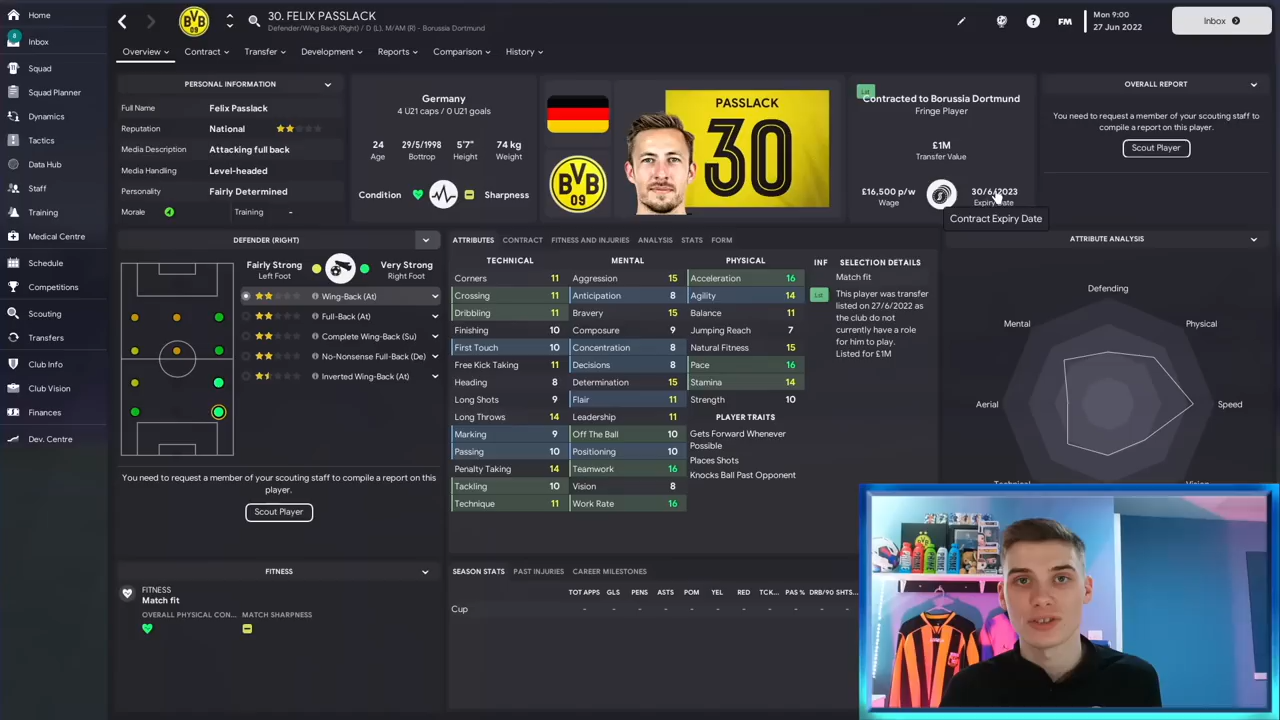 Home
8
Inbox
Squad
Squad Planner
Dynamics
Tactics
Data Hub
Staff
Training
Medical Centre
Schedule
Competitions
Scouting
Transfers
Club Info
Club Vision
Finances
Dev. Centre
BVB 09
30. FELIX PASSLACK
Defender/Wing Back (Right) / D (L). M/AM (R) - Borussia Dortmund
FM
Mon 9:00
27 Jun 2022
Inbox
Overview
Contract
Transfer
Development
Reports
Comparison
History
PERSONAL INFORMATION
Full Name Felix Passlack
Reputation National
Media Description Attacking full back
Media Handling Level-headed
Personality Fairly Determined
Morale Training -
Germany
4 U21 caps / 0 U21 goals
24 29/5/1998 5'7" 74 kg
Age Bottrop Height Weight
Condition Sharpness
BVB
09
PASSLACK
30
Lst
Contracted to Borussia Dortmund
Fringe Player
£1M
Transfer Value
£16,500 p/w 30/6/2023
Wage Expiry Date
Contract Expiry Date
OVERALL REPORT
You need to request a member of your scouting staff to
compile a report on this player.
Scout Player
DEFENDER (RIGHT)
Fairly Strong Very Strong
Left Foot Right Foot
Wing-Back (At)
Full-Back (At)
Complete Wing-Back (Su)
No-Nonsense Full-Back (De)
Inverted Wing-Back (At)
You need to request a member of your scouting staff to compile a report on this
player.
Scout Player
FITNESS
FITNESS
Match fit
OVERALL PHYSICAL CON... MATCH SHARPNESS
ATTRIBUTES CONTRACT FITNESS AND INJURIES ANALYSIS STATS FORM
TECHNICAL MENTAL PHYSICAL
Corners 11 Aggression 15 Acceleration 16
Crossing 11 Anticipation 8 Agility 14
Dribbling 11 Bravery 15 Balance 11
Finishing 10 Composure 9 Jumping Reach 7
First Touch 10 Concentration 8 Natural Fitness 15
Free Kick Taking 11 Decisions 8 Pace 16
Heading 8 Determination 15 Stamina 14
Long Shots 9 Flair 11 Strength 10
Long Throws 14 Leadership 11 PLAYER TRAITS
Marking 9 Off The Ball 10 Gets Forward Whenever
Possible
Passing 10 Positioning 10 Places Shots
Penalty Taking 14 Teamwork 16 Knocks Ball Past Opponent
Tackling 10 Vision 8
Technique 11 Work Rate 16
INF SELECTION DETAILS
Match fit
Lst
This player was transfer
listed on 27/6/2022 as
the club do not
currently have a role
for him to play.
Listed for £1M
ATTRIBUTE ANALYSIS
Defending
Mental Physical
Aerial Speed
Technical Vision
SEASON STATS PAST INJURIES CAREER MILESTONES
TOT APPS GLS PENS ASTS POM YEL RED TCK... PAS % DRB/90 SHTS...
Cup - - - - - - - - - - -